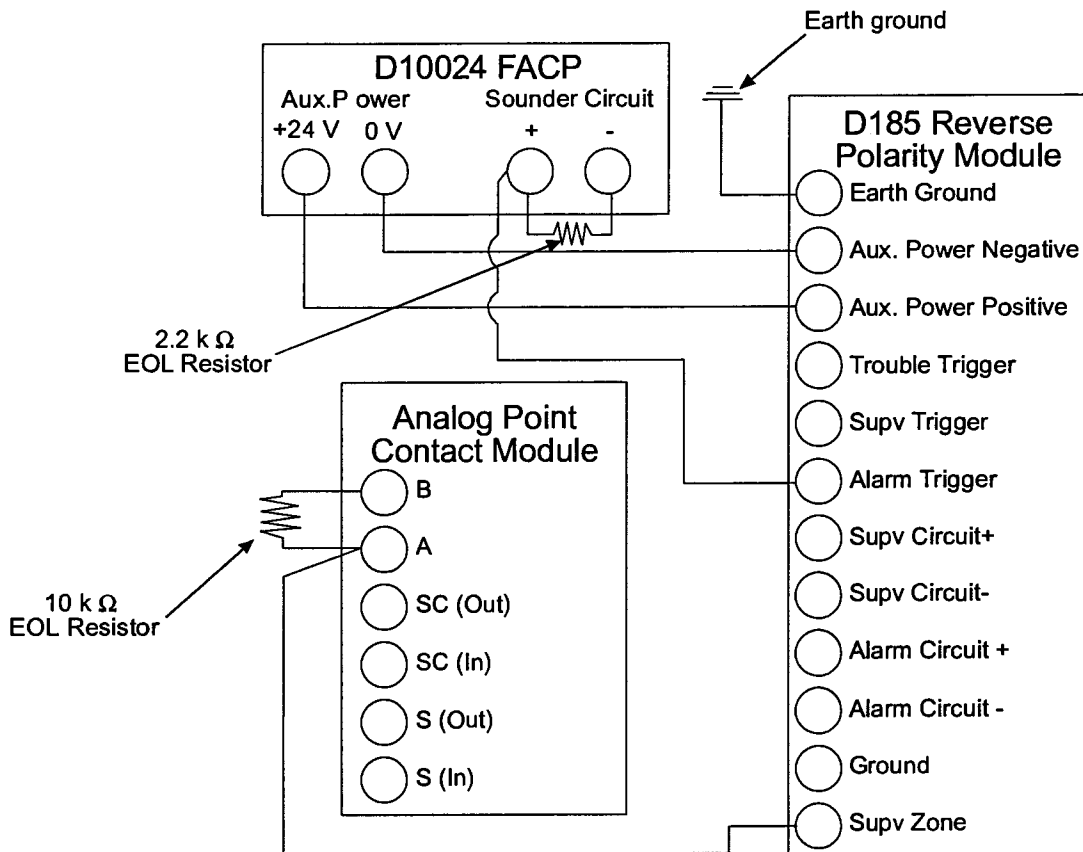 Earth ground
D10024 FACP
Aux.P ower
Sounder Circuit
+24 V
0 V
+
-
D185 Reverse
Polarity Module
Earth Ground
Aux. Power Negative
Aux. Power Positive
Trouble Trigger
Supv Trigger
Alarm Trigger
Supv Circuit+
Supv Circuit-
Alarm Circuit +
Alarm Circuit -
Ground
Supv Zone
2.2 k Ω
EOL Resistor
Analog Point
Contact Module
B
A
SC (Out)
SC (In)
S (Out)
S (In)
10 k Ω
EOL Resistor